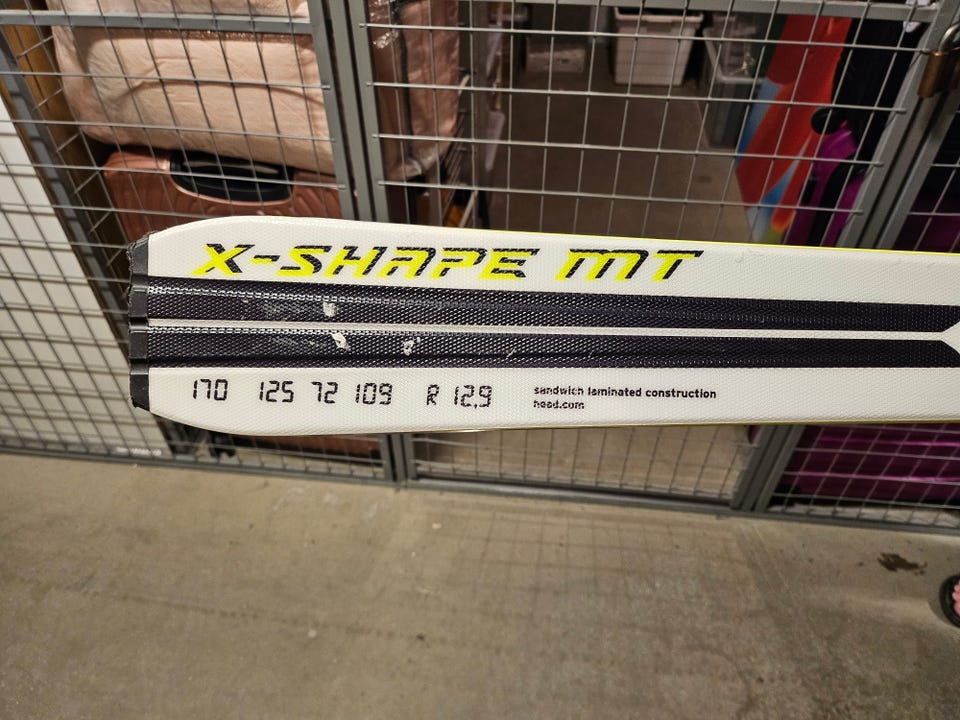 X-SHAPE MT
170 125 72 109 R 12,9
sandwich laminated construction
head.com